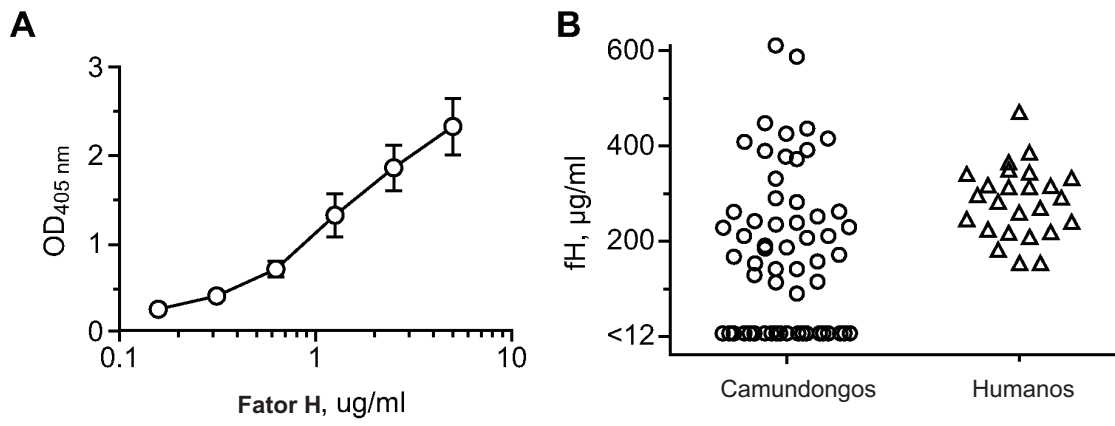 A
3
2
1
0
OD405 nm
0.1
1
10
Fator H, ug/ml
B
600
400
200
<12
fH, µg/ml
Camundongos
Humanos